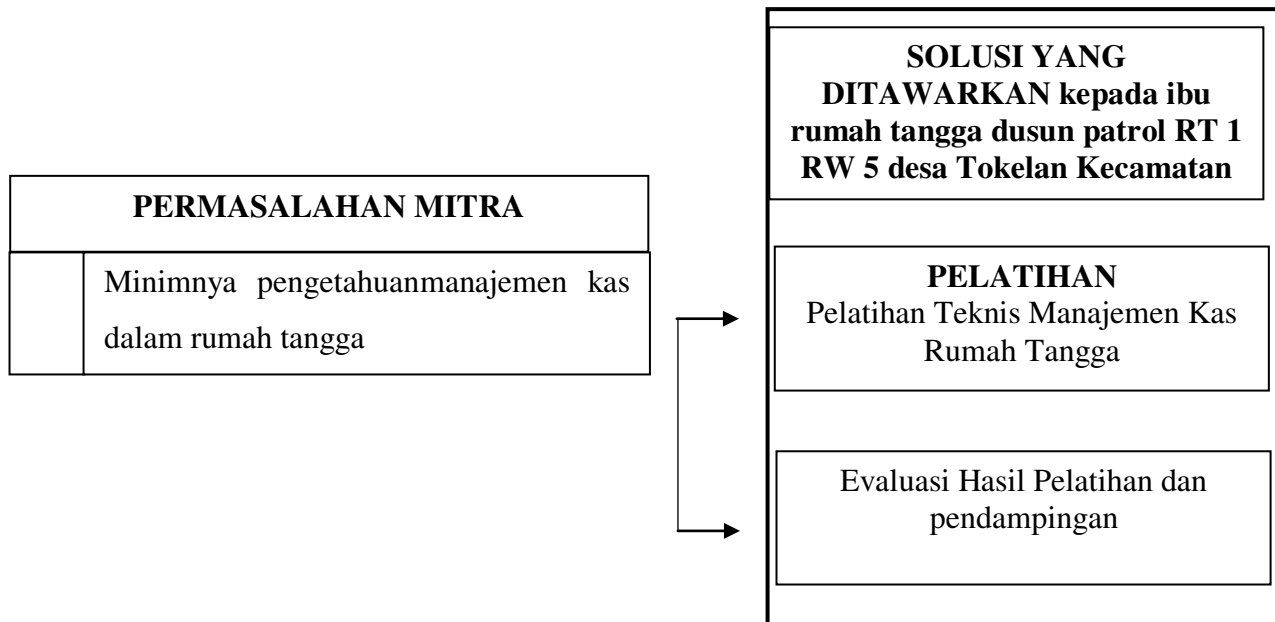 PERMASALAHAN MITRA
Minimnya pengetahuanmanajemen kas
dalam rumah tangga
SOLUSI YANG
DITAWARKAN kepada ibu
rumah tangga dusun patrol RT 1
RW 5 desa Tokelan Kecamatan
PELATIHAN
Pelatihan Teknis Manajemen Kas
Rumah Tangga
Evaluasi Hasil Pelatihan dan
pendampingan